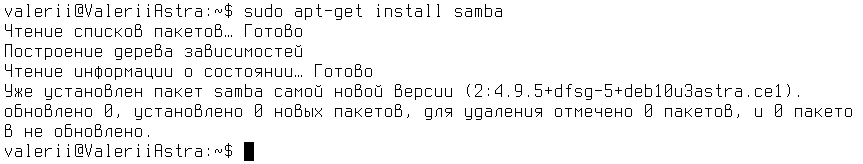 valerii@ValeriiAstra:~$ sudo apt-get install samba
Чтение списков пакетов… Готово
Построение дерева зависимостей
Чтение информации о состоянии… Готово
Уже установлен пакет samba самой новой версии (2:4.9.5+dfsg-5+deb10u3astra.ce1).
обновлено 0, установлено 0 новых пакетов, для удаления отмечено 0 пакетов, и 0 пакето
в не обновлено.
valerii@ValeriiAstra:~$